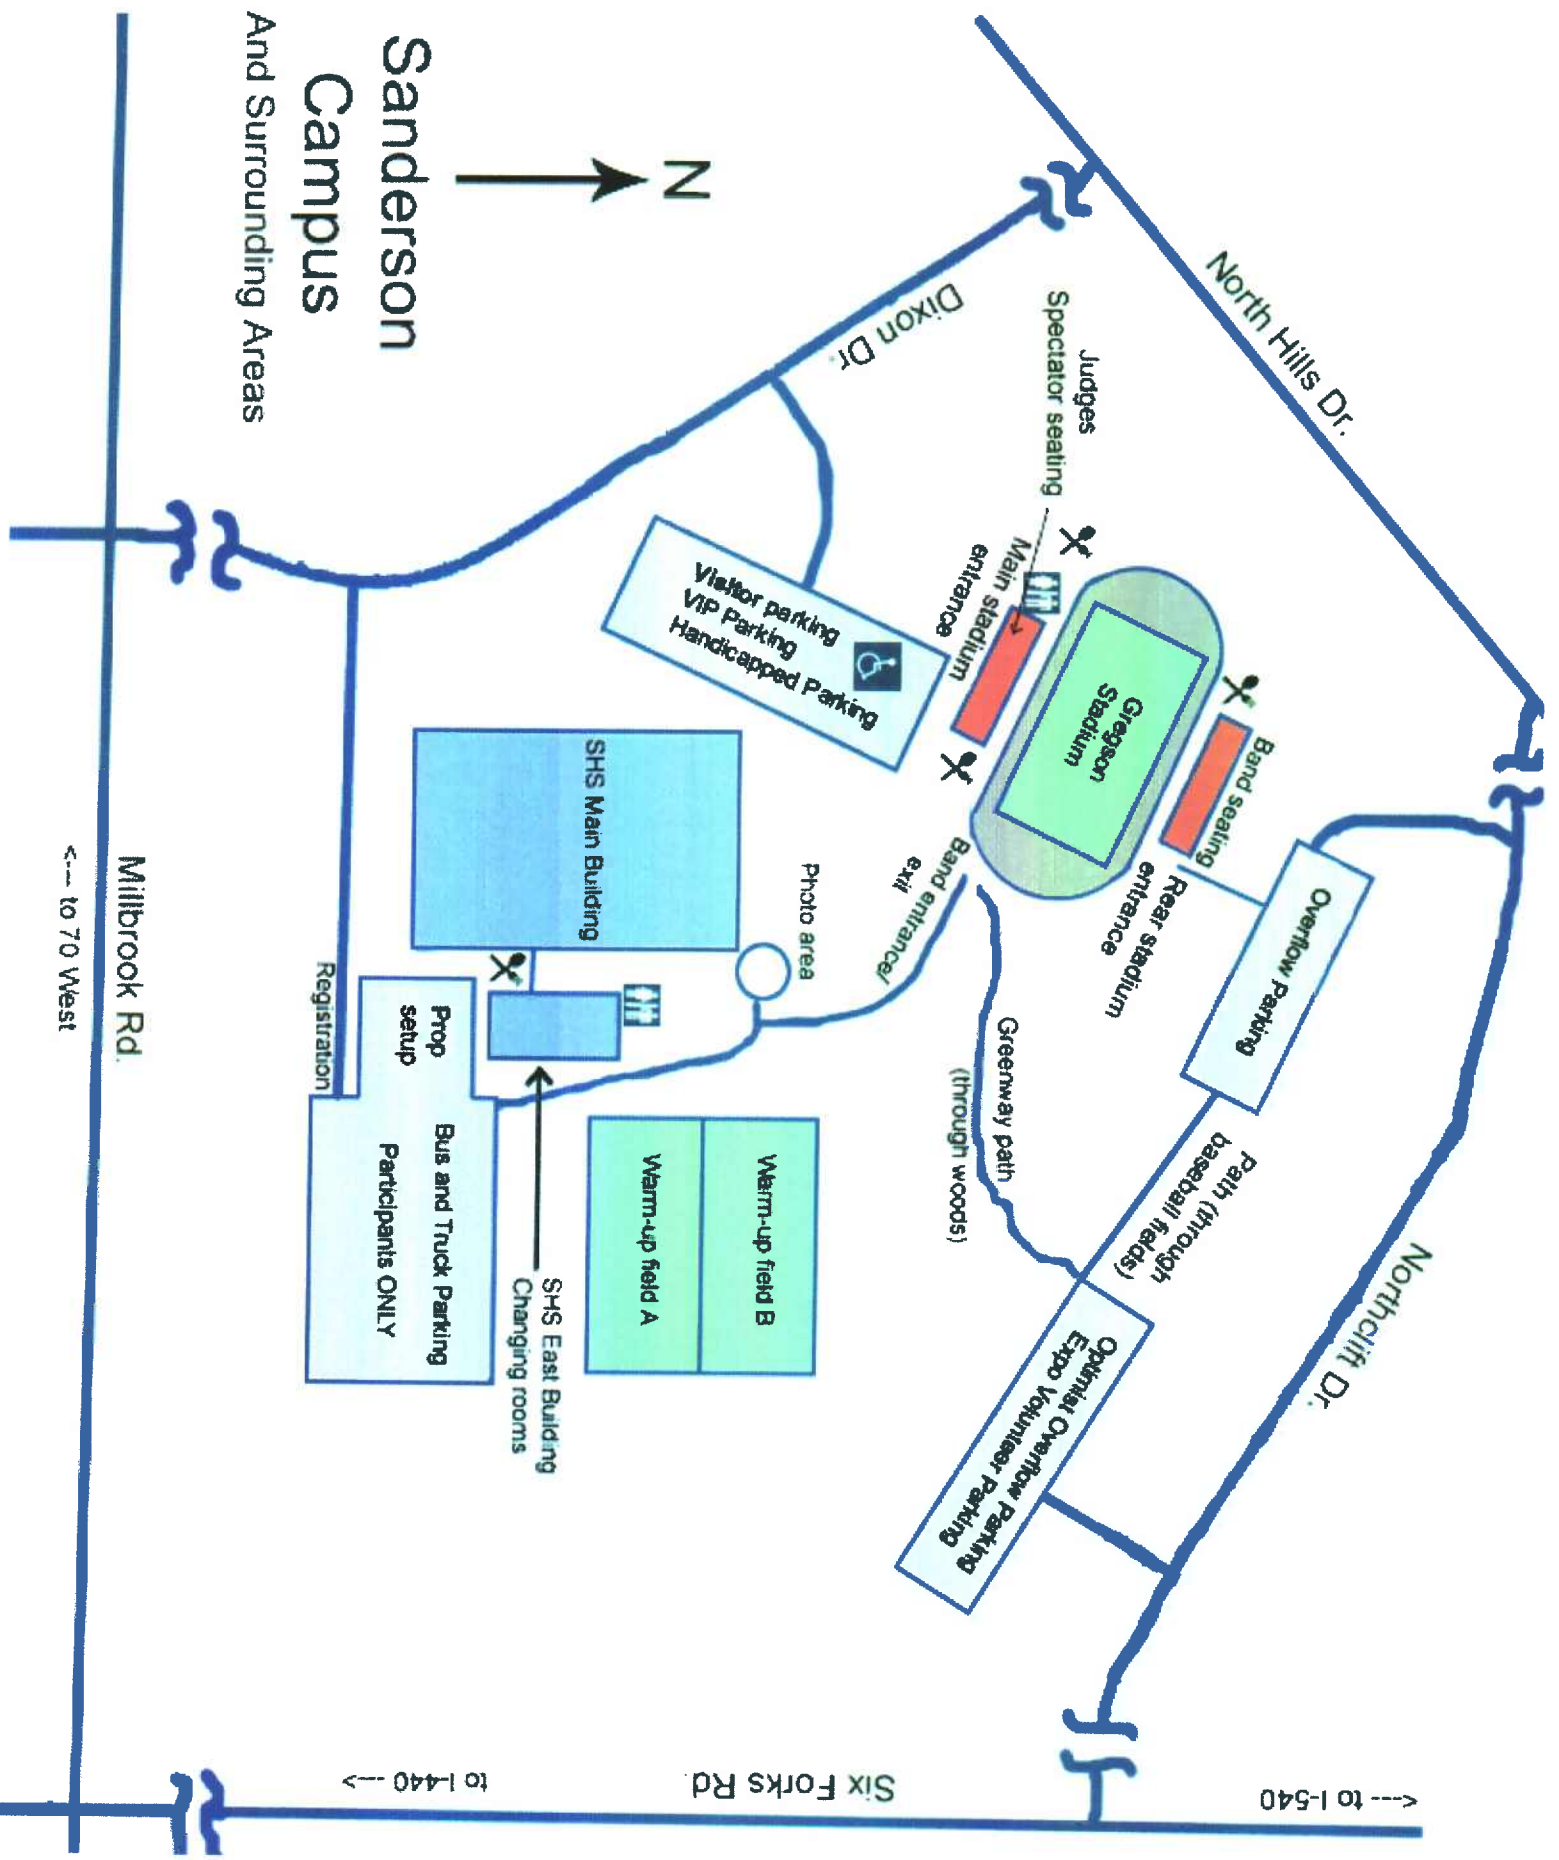 Sanderson
Campus
And Surrounding Areas
N
North Hills Dr.
Dixon Dr.
Judges
Spectator seating
Main stadium
entrance
Gregson
Stadium
Band seating
Rear stadium
entrance
Overflow Parking
Visitor parking
VIP Parking
Handicapped Parking
Band entrance/
exit
Photo area
Greenway path
(through woods)
Path (through
baseball fields)
Northclift Dr.
Optimist Overflow Parking
Expo Volunteer Parking
SHS Main Building
Registration
Prop
setup
Bus and Truck Parking
Participants ONLY
SHS East Building
Changing rooms
Warm-up field B
Warm-up field A
Millbrook Rd.
<--- to 70 West
Six Forks Rd.
to I-440 --->
<---- to I-540